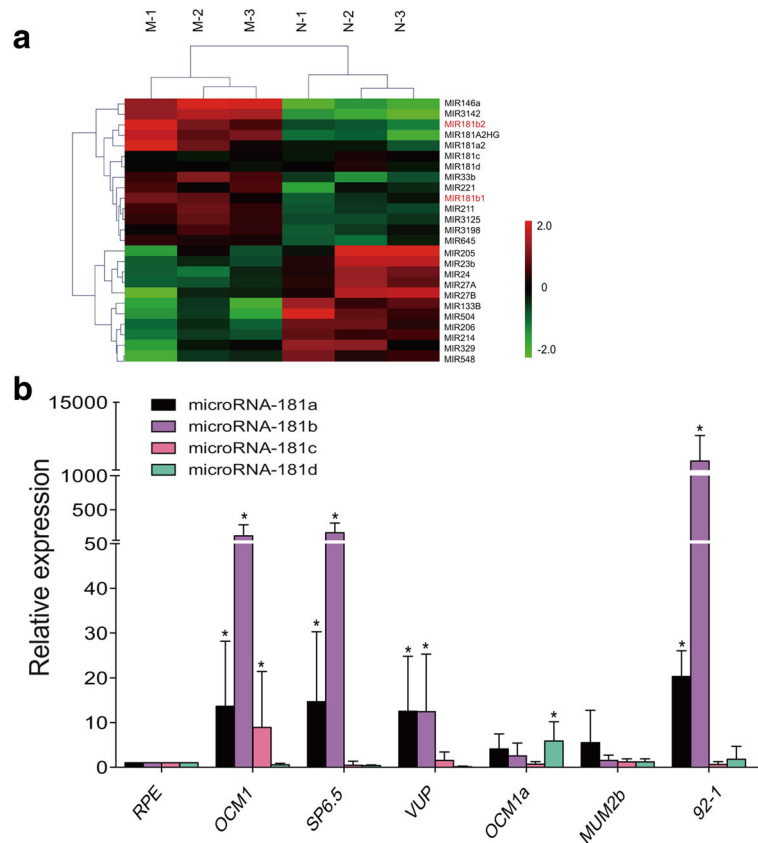 a
M-1 M-2 M-3 N-1 N-2 N-3
MIR146a
MIR3142
MIR181b2
MIR181A2HG
MIR181a2
MIR181c
MIR181d
MIR33b
MIR221
MIR181b1
MIR211
MIR3125
MIR3198
MIR645
MIR205
MIR23b
MIR24
MIR27A
MIR27B
MIR133B
MIR504
MIR206
MIR214
MIR329
MIR548
2.0
0
-2.0
b
Relative expression
15000
1000
500
50
40
30
20
10
0
microRNA-181a
microRNA-181b
microRNA-181c
microRNA-181d
* * * * * * * * * *
RPE OCM1 SP6.5 VUP OCM1a MUM2b 92-1